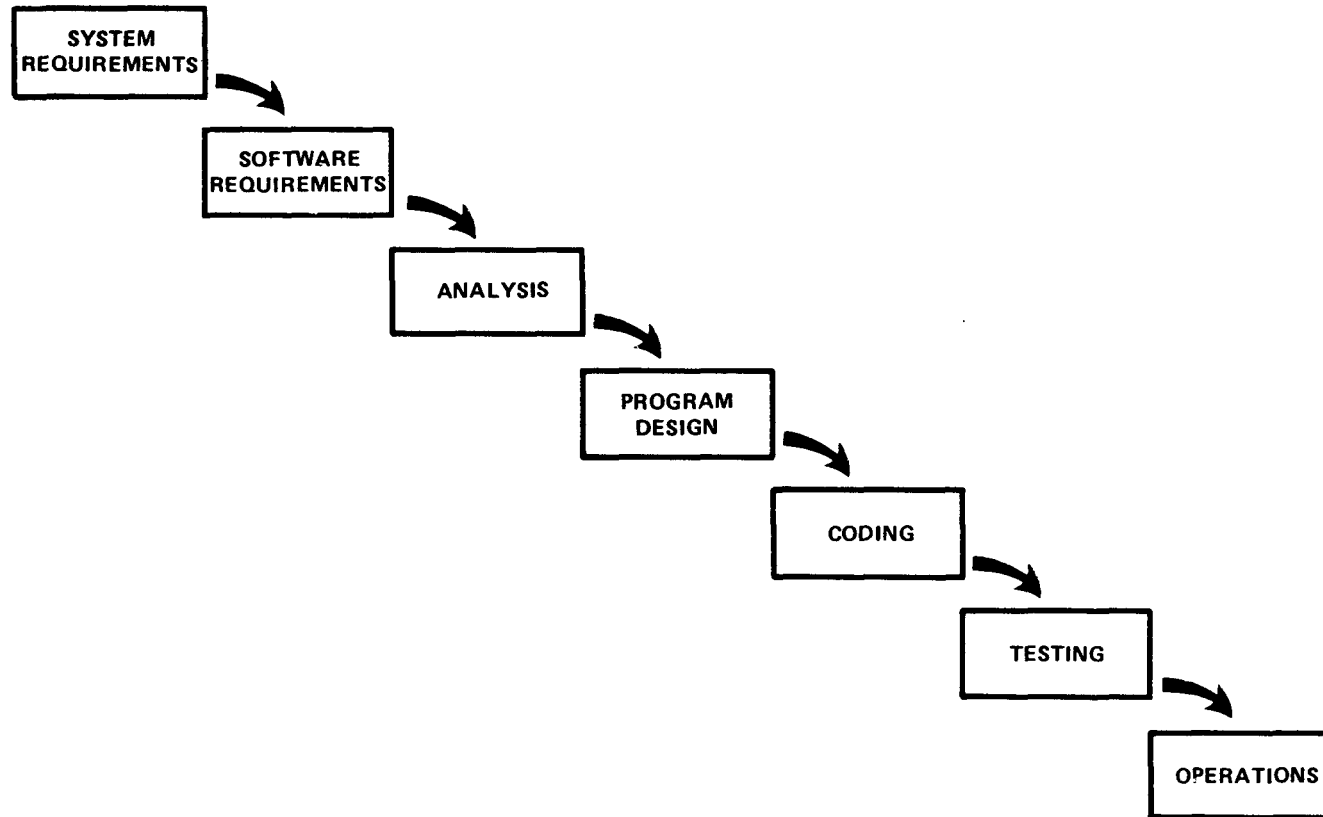 SYSTEM
REQUIREMENTS
SOFTWARE
REQUIREMENTS
ANALYSIS
PROGRAM
DESIGN
CODING
TESTING
OPERATIONS